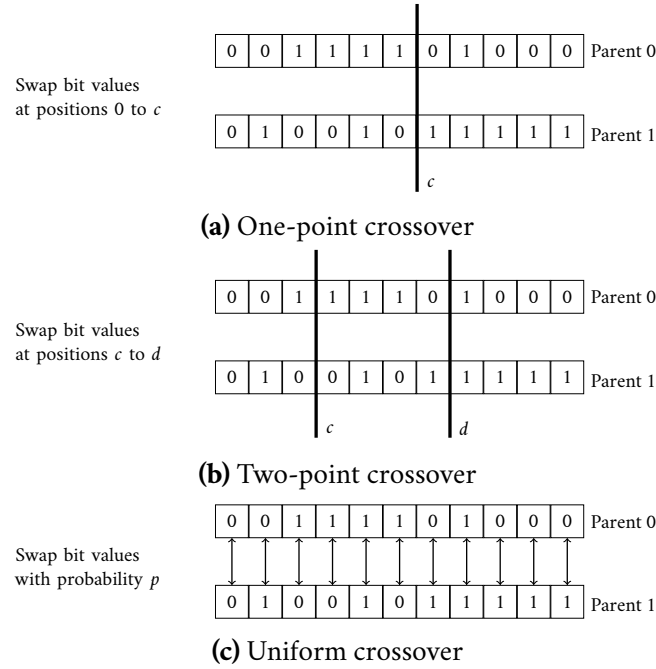 0 0 1 1 1 1 0 1 0 0 0 Parent 0
Swap bit values
at positions 0 to c
0 1 0 0 1 0 1 1 1 1 1 Parent 1
c
(a) One-point crossover
0 0 1 1 1 1 0 1 0 0 0 Parent 0
Swap bit values
at positions c to d
0 1 0 0 1 0 1 1 1 1 1 Parent 1
c d
(b) Two-point crossover
0 0 1 1 1 1 0 1 0 0 0 Parent 0
Swap bit values
with probability p
0 1 0 0 1 0 1 1 1 1 1 Parent 1
(c) Uniform crossover